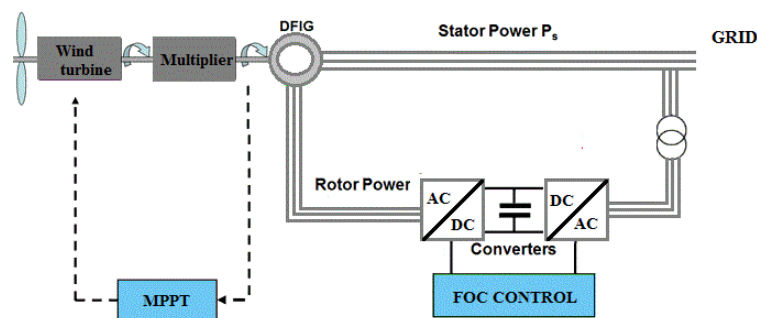 DFIG
Stator Power Ps
GRID
Wind
turbine
Multiplier
Rotor Power
AC
DC
DC
AC
Converters
MPPT
FOC CONTROL